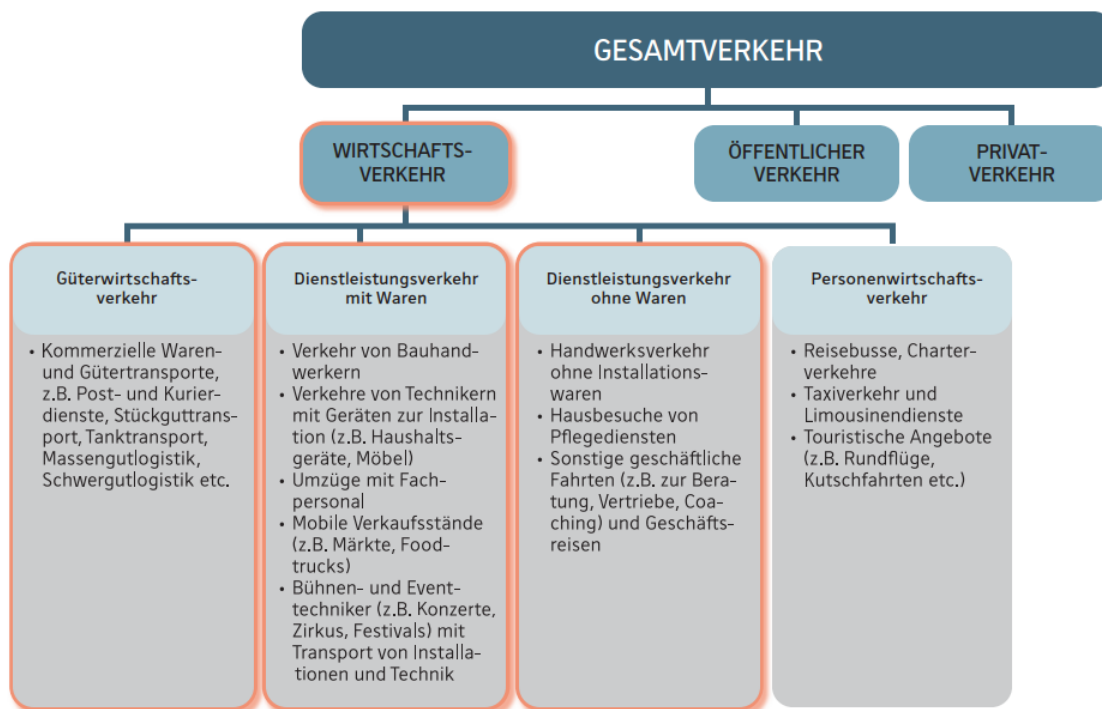 GESAMTVERKEHR
WIRTSCHAFTS-
VERKEHR
ÖFFENTLICHER
VERKEHR
PRIVAT-
VERKEHR
Güterwirtschafts-
verkehr
• Kommerzielle Waren-
und Gütertransporte,
z.B. Post- und Kurier-
dienste, Stückguttrans-
port, Tanktransport,
Massengutlogistik,
Schwergutlogistik etc.
Dienstleistungsverkehr
mit Waren
• Verkehr von Bauhand-
werkern
• Verkehre von Technikern
mit Geräten zur Installa-
tion (z.B. Haushalts-
geräte, Möbel)
• Umzüge mit Fach-
personal
• Mobile Verkaufsstände
(z.B. Märkte, Food-
trucks)
• Bühnen- und Event-
techniker (z.B. Konzerte,
Zirkus, Festivals) mit
Transport von Installa-
tionen und Technik
Dienstleistungsverkehr
ohne Waren
• Handwerksverkehr
ohne Installations-
waren
• Hausbesuche von
Pflegediensten
• Sonstige geschäftliche
Fahrten (z.B. zur Bera-
tung, Vertriebe, Coa-
ching) und Geschäfts-
reisen
Personenwirtschafts-
verkehr
• Reisebusse, Charter-
verkehre
• Taxiverkehr und
Limousinendienste
• Touristische Angebote
(z.B. Rundflüge,
Kutschfahrten etc.)